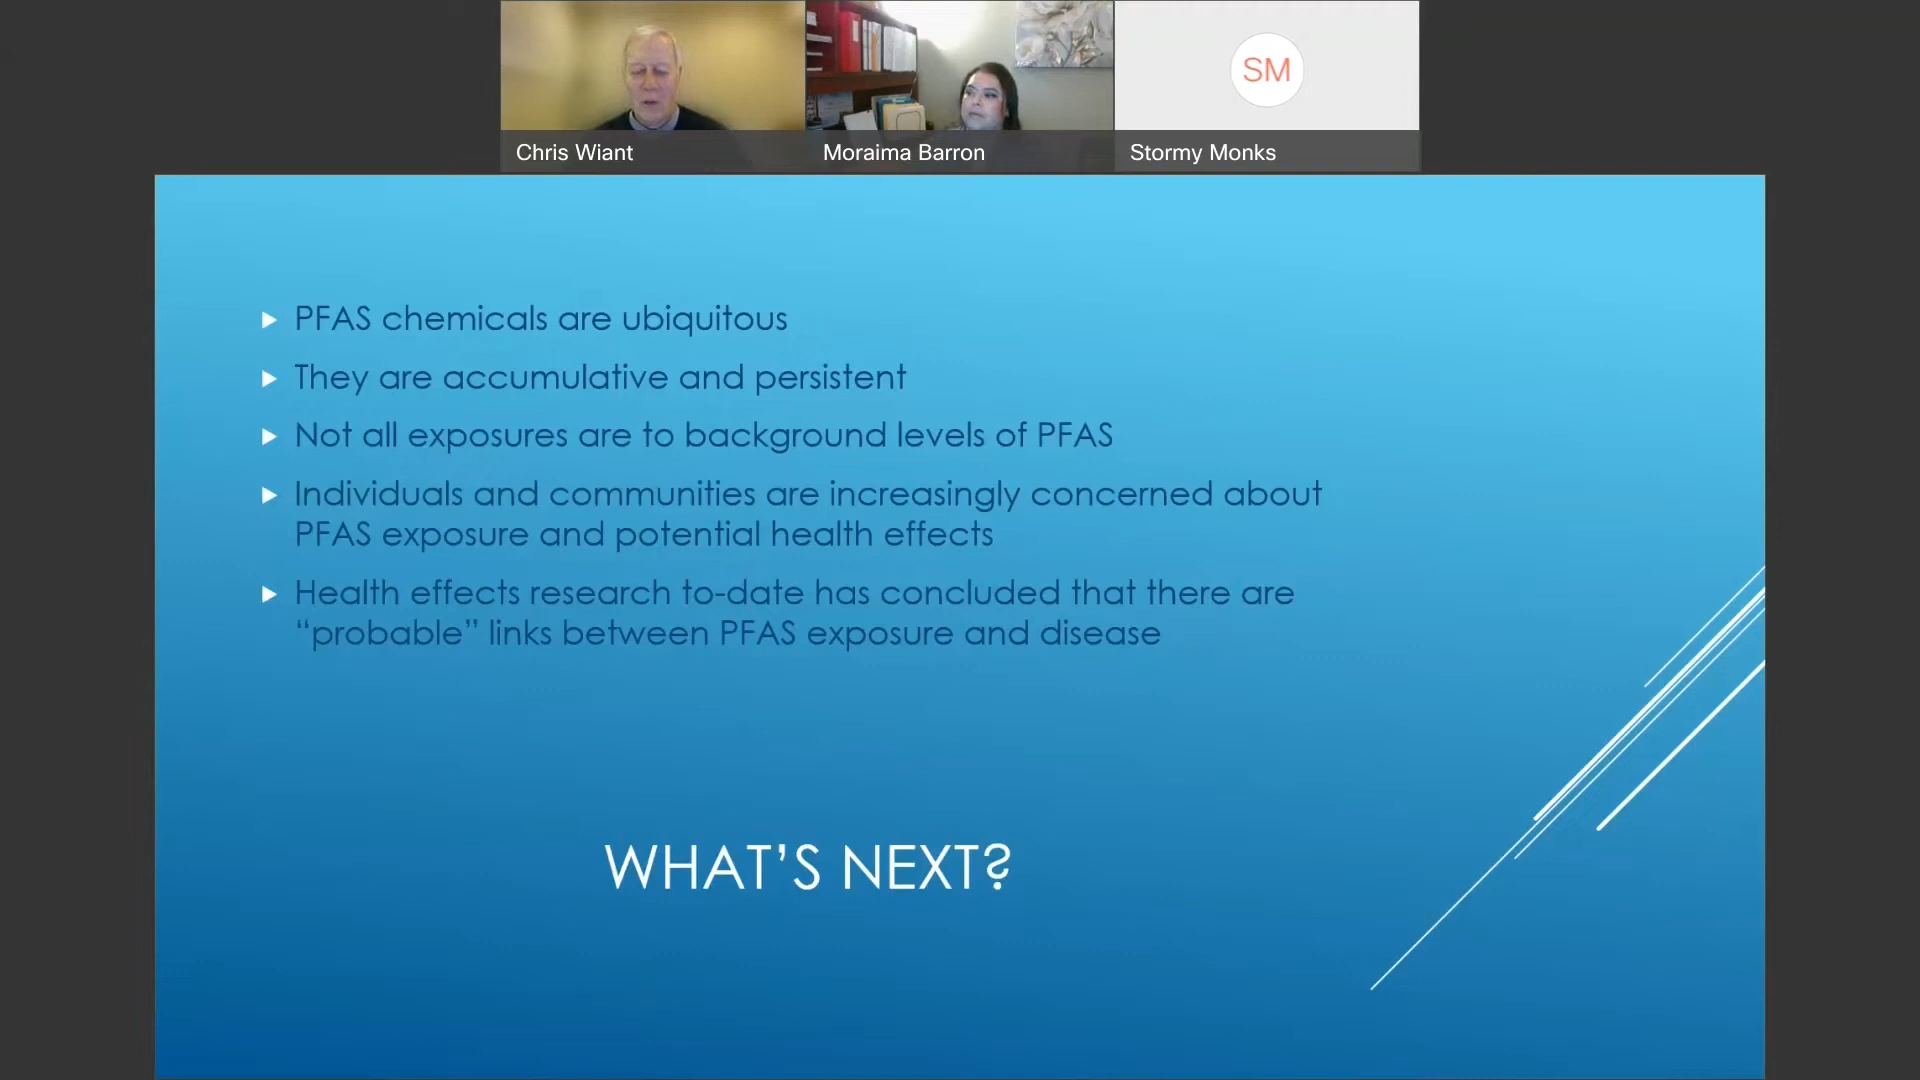 SM
Chris Wiant
Moraima Barron
Stormy Monks
PFAS chemicals are ubiquitous
They are accumulative and persistent
Not all exposures are to background levels of PFAS
Individuals and communities are increasingly concerned about
PFAS exposure and potential health effects
Health effects research to-date has concluded that there are
“probable” links between PFAS exposure and disease
WHAT’S NEXT?